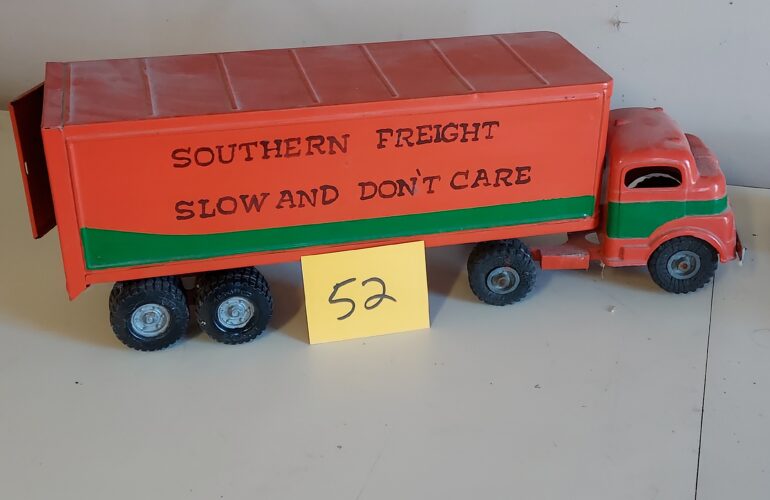 SOUTHERN FREIGHT
SLOW AND DON'T CARE
52